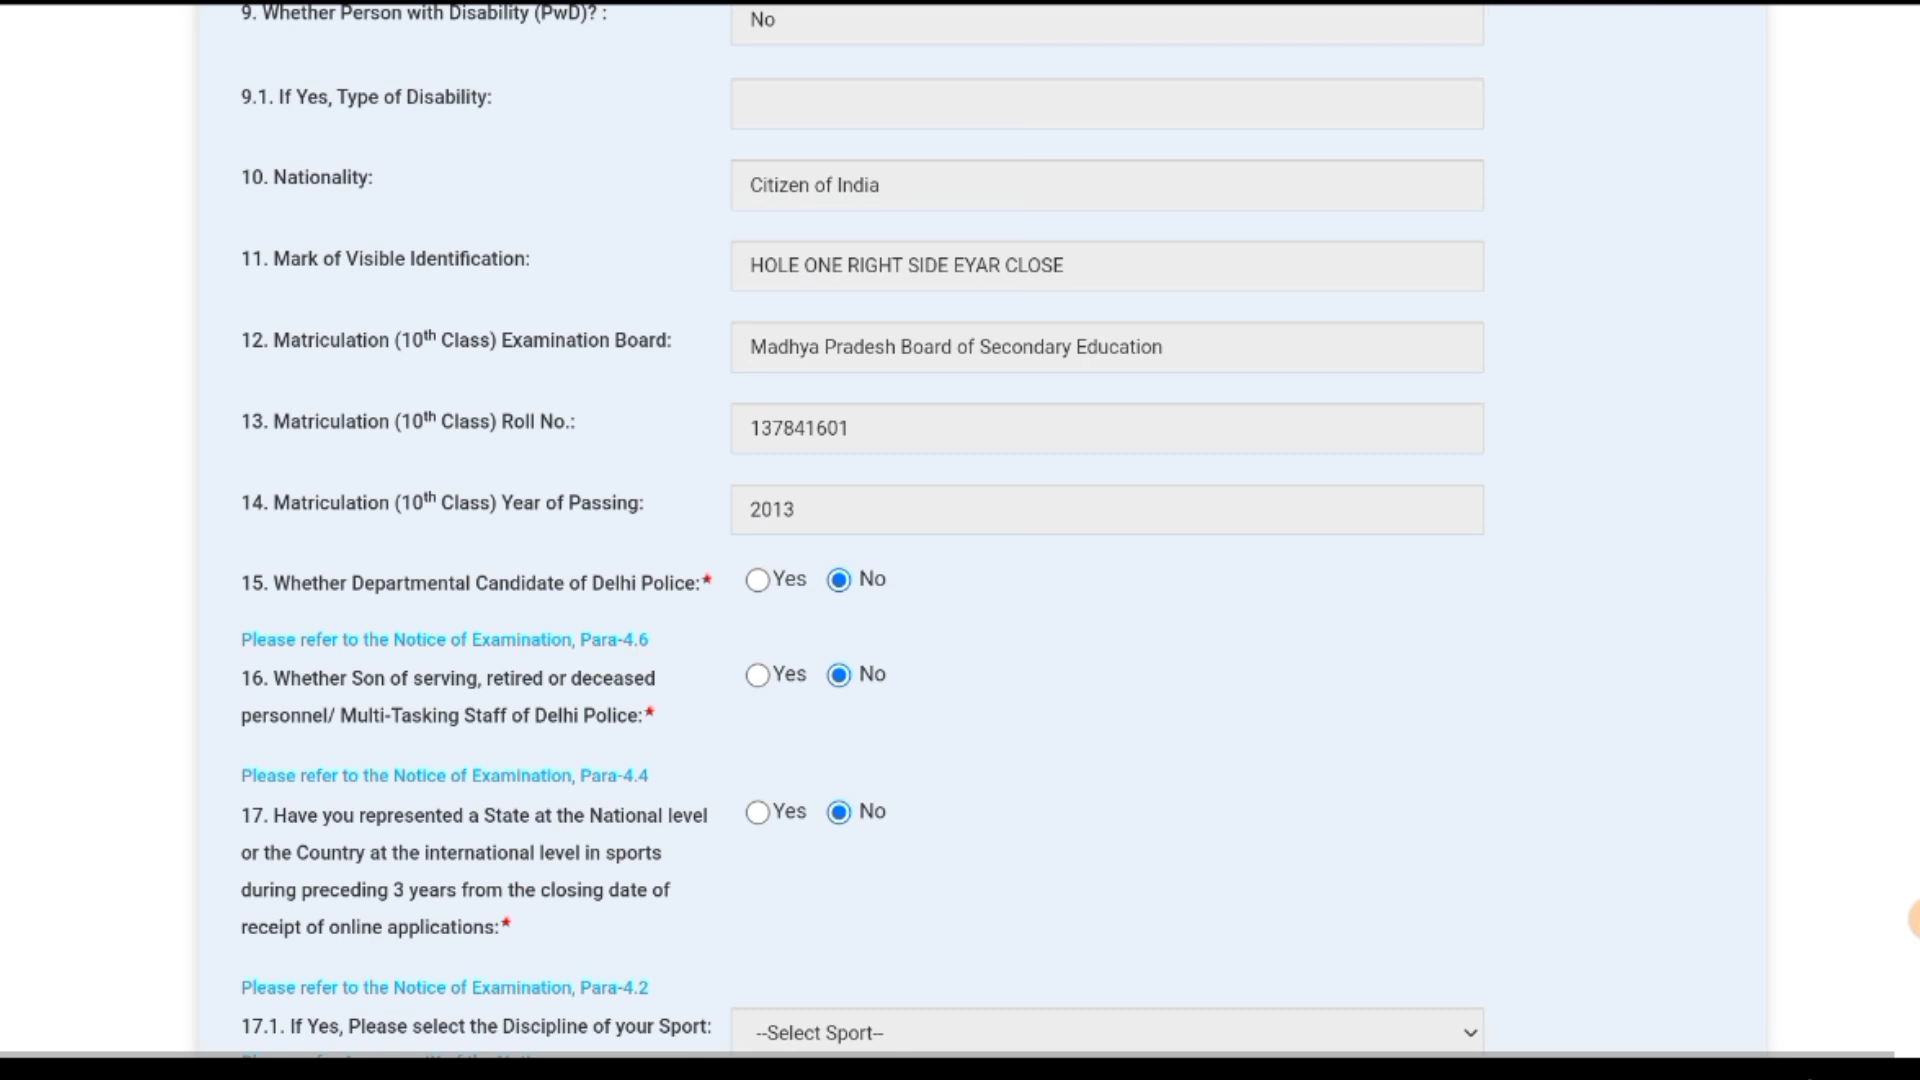 9. Whether Person with Disability (PwD)? :
No
9.1. If Yes, Type of Disability:
10. Nationality:
Citizen of India
11. Mark of Visible Identification:
HOLE ONE RIGHT SIDE EYAR CLOSE
12. Matriculation (10th Class) Examination Board:
Madhya Pradesh Board of Secondary Education
13. Matriculation (10th Class) Roll No.:
137841601
14. Matriculation (10th Class) Year of Passing:
2013
15. Whether Departmental Candidate of Delhi Police:*
Yes No
Please refer to the Notice of Examination, Para-4.6
16. Whether Son of serving, retired or deceased
personnel/ Multi-Tasking Staff of Delhi Police:*
Yes No
Please refer to the Notice of Examination, Para-4.4
17. Have you represented a State at the National level
or the Country at the international level in sports
during preceding 3 years from the closing date of
receipt of online applications:*
Yes No
Please refer to the Notice of Examination, Para-4.2
17.1. If Yes, Please select the Discipline of your Sport:
--Select Sport--